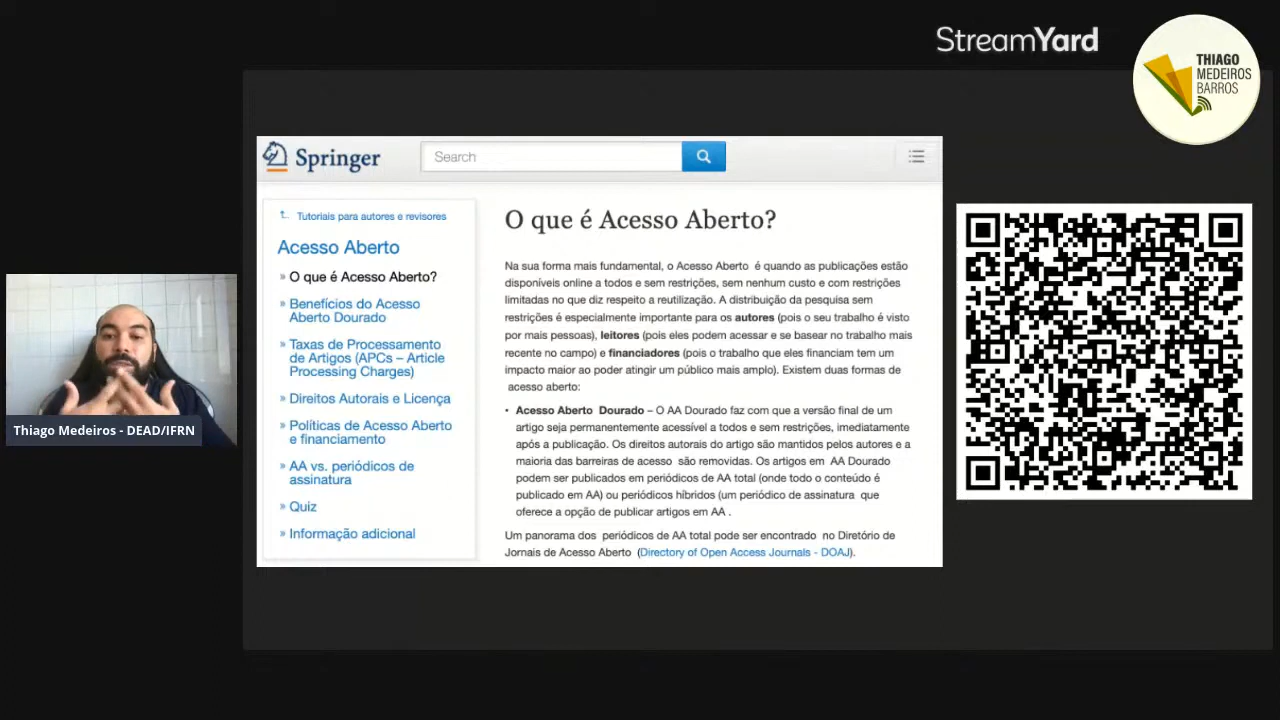 StreamYard
THIAGO
MEDEIROS
BARROS
Springer
Search
Tutoriais para autores e revisores
Acesso Aberto
» O que é Acesso Aberto?
» Benefícios do Acesso
Aberto Dourado
» Taxas de Processamento
de Artigos (APCs – Article
Processing Charges)
» Direitos Autorais e Licença
» Políticas de Acesso Aberto
e financiamento
» AA vs. periódicos de
assinatura
» Quiz
» Informação adicional
O que é Acesso Aberto?
Na sua forma mais fundamental, o Acesso Aberto é quando as publicações estão
disponíveis online a todos e sem restrições, sem nenhum custo e com restrições
limitadas no que diz respeito a reutilização. A distribuição da pesquisa sem
restrições é especialmente importante para os autores (pois o seu trabalho é visto
por mais pessoas), leitores (pois eles podem acessar e se basear no trabalho mais
recente no campo) e financiadores (pois o trabalho que eles financiam tem um
impacto maior ao poder atingir um público mais amplo). Existem duas formas de
acesso aberto:
• Acesso Aberto Dourado – O AA Dourado faz com que a versão final de um
artigo seja permanentemente acessível a todos e sem restrições, imediatamente
após a publicação. Os direitos autorais do artigo são mantidos pelos autores e a
maioria das barreiras de acesso são removidas. Os artigos em AA Dourado
podem ser publicados em periódicos de AA total (onde todo o conteúdo é
publicado em AA) ou periódicos híbridos (um periódico de assinatura que
oferece a opção de publicar artigos em AA .
Um panorama dos periódicos de AA total pode ser encontrado no Diretório de
Jornais de Acesso Aberto (Directory of Open Access Journals - DOAJ).
Thiago Medeiros - DEAD/IFRN